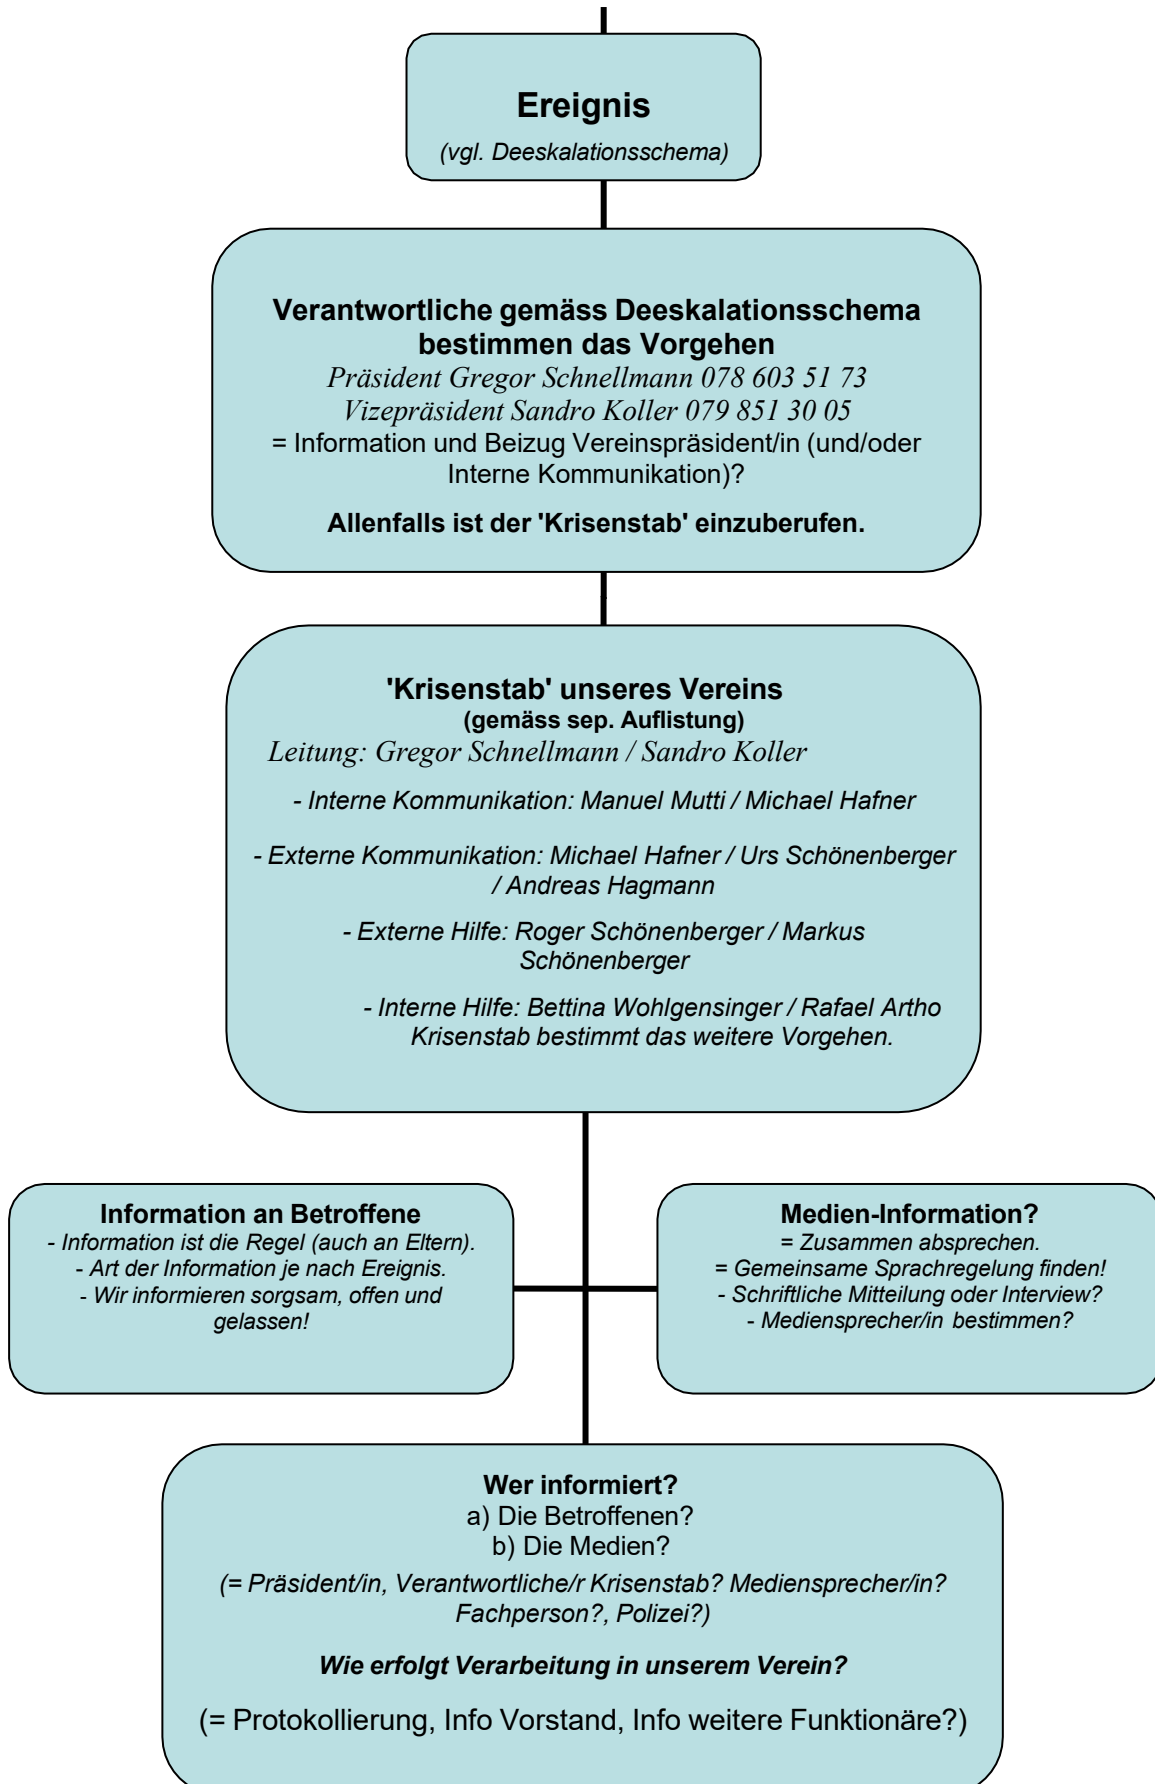 Ereignis
(vgl. Deeskalationsschema)
Verantwortliche gemäss Deeskalationsschema
bestimmen das Vorgehen
Präsident Gregor Schnellmann 078 603 51 73
Vizepräsident Sandro Koller 079 851 30 05
= Information und Beizug Vereinspräsident/in (und/oder
Interne Kommunikation)?
Allenfalls ist der 'Krisenstab' einzuberufen.
'Krisenstab' unseres Vereins
(gemäss sep. Auflistung)
Leitung: Gregor Schnellmann / Sandro Koller
- Interne Kommunikation: Manuel Mutti / Michael Hafner
- Externe Kommunikation: Michael Hafner / Urs Schönenberger
/ Andreas Hagmann
- Externe Hilfe: Roger Schönenberger / Markus
Schönenberger
- Interne Hilfe: Bettina Wohlgensinger / Rafael Artho
Krisenstab bestimmt das weitere Vorgehen.
Information an Betroffene
- Information ist die Regel (auch an Eltern).
- Art der Information je nach Ereignis.
- Wir informieren sorgsam, offen und
gelassen!
Medien-Information?
= Zusammen absprechen.
= Gemeinsame Sprachregelung finden!
- Schriftliche Mitteilung oder Interview?
- Mediensprecher/in bestimmen?
Wer informiert?
a) Die Betroffenen?
b) Die Medien?
(= Präsident/in, Verantwortliche/r Krisenstab? Mediensprecher/in?
Fachperson?, Polizei?)
Wie erfolgt Verarbeitung in unserem Verein?
(= Protokollierung, Info Vorstand, Info weitere Funktionäre?)